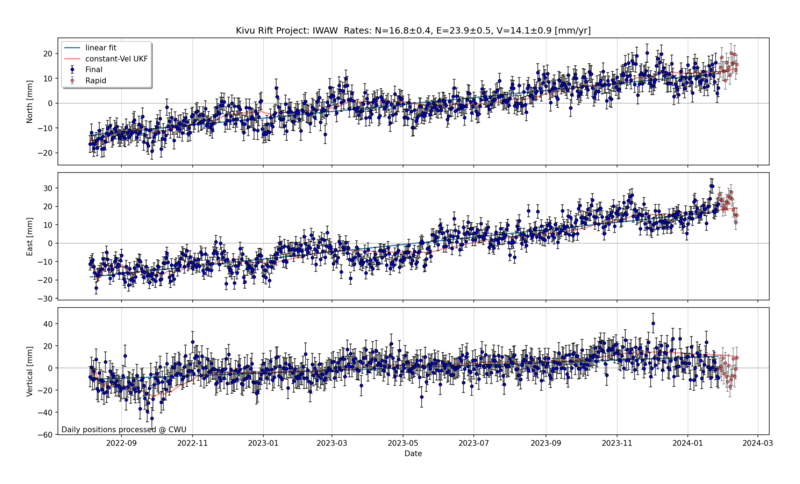 Kivu Rift Project: IWAW  Rates: N=16.8±0.4, E=23.9±0.5, V=14.1±0.9 [mm/yr]
linear fit
constant-Vel UKF
Final
Rapid
North [mm]
20
10
0
−10
−20
East [mm]
30
20
10
0
−10
−20
−30
Vertical [mm]
40
20
0
−20
−40
−60
Daily positions processed @ CWU
2022-09
2022-11
2023-01
2023-03
2023-05
2023-07
2023-09
2023-11
2024-01
2024-03
Date